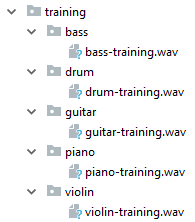 training
bass
bass-training.wav
drum
drum-training.wav
guitar
guitar-training.wav
piano
piano-training.wav
violin
violin-training.wav